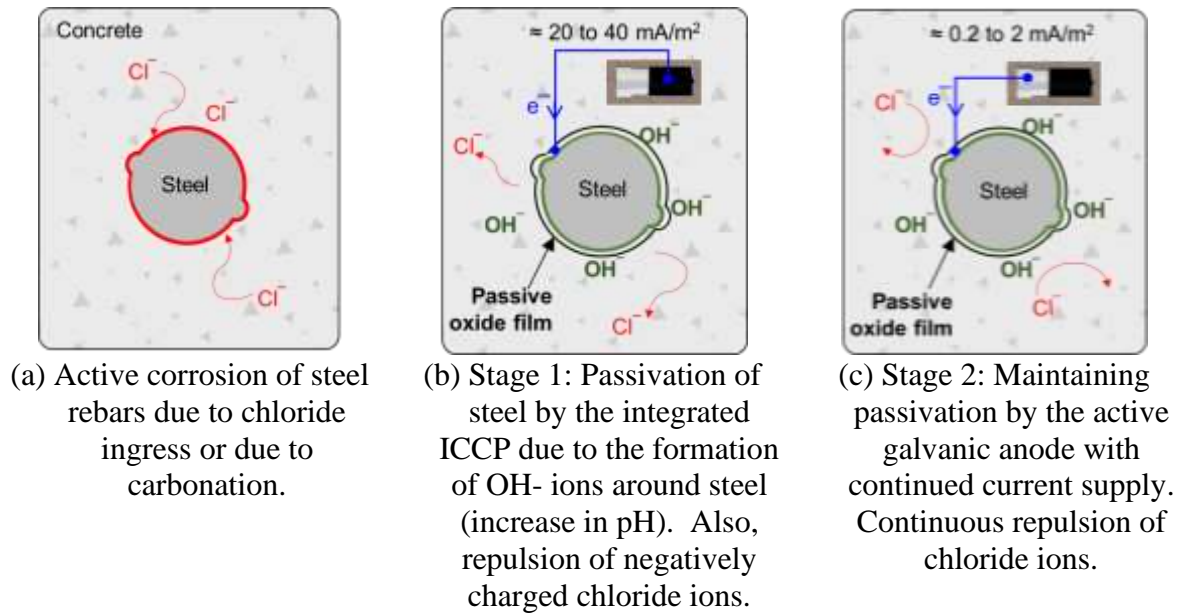 Concrete
Cl⁻
Cl⁻
Steel
Cl⁻
≈ 20 to 40 mA/m²
e⁻
OH⁻
Cl⁻
Steel
OH⁻
OH⁻
OH⁻
Passive
oxide film
Cl⁻
≈ 0.2 to 2 mA/m²
Cl⁻
e⁻
OH⁻
Steel
OH⁻
OH⁻
OH⁻
Cl⁻
Passive
oxide film
(a) Active corrosion of steel
rebars due to chloride
ingress or due to
carbonation.
(b) Stage 1: Passivation of
steel by the integrated
ICCP due to the formation
of OH- ions around steel
(increase in pH). Also,
repulsion of negatively
charged chloride ions.
(c) Stage 2: Maintaining
passivation by the active
galvanic anode with
continued current supply.
Continuous repulsion of
chloride ions.